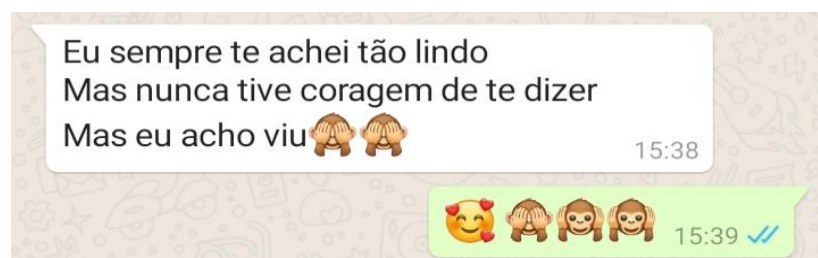 Eu sempre te achei tão lindo
Mas nunca tive coragem de te dizer
Mas eu acho viu🙈🙈
15:38
🥰🙈🙉🙉 15:39